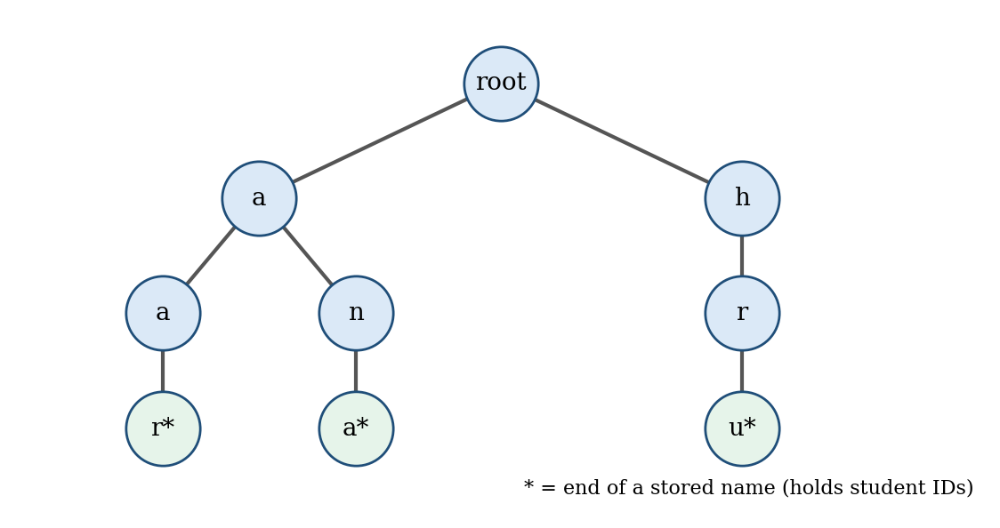 root
a
h
a
n
r
r*
a*
u*
* = end of a stored name (holds student IDs)